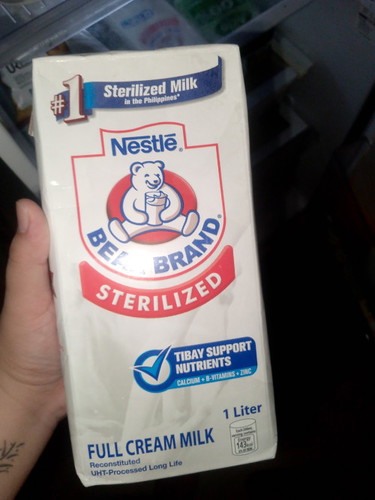 #1 Sterilized Milk
in the Philippines*
Nestlé®
BEAR BRAND®
STERILIZED
TIBAY SUPPORT
NUTRIENTS
CALCIUM • B-VITAMINS • ZINC
1 Liter
143
FULL CREAM MILK
Reconstituted
UHT-Processed Long Life